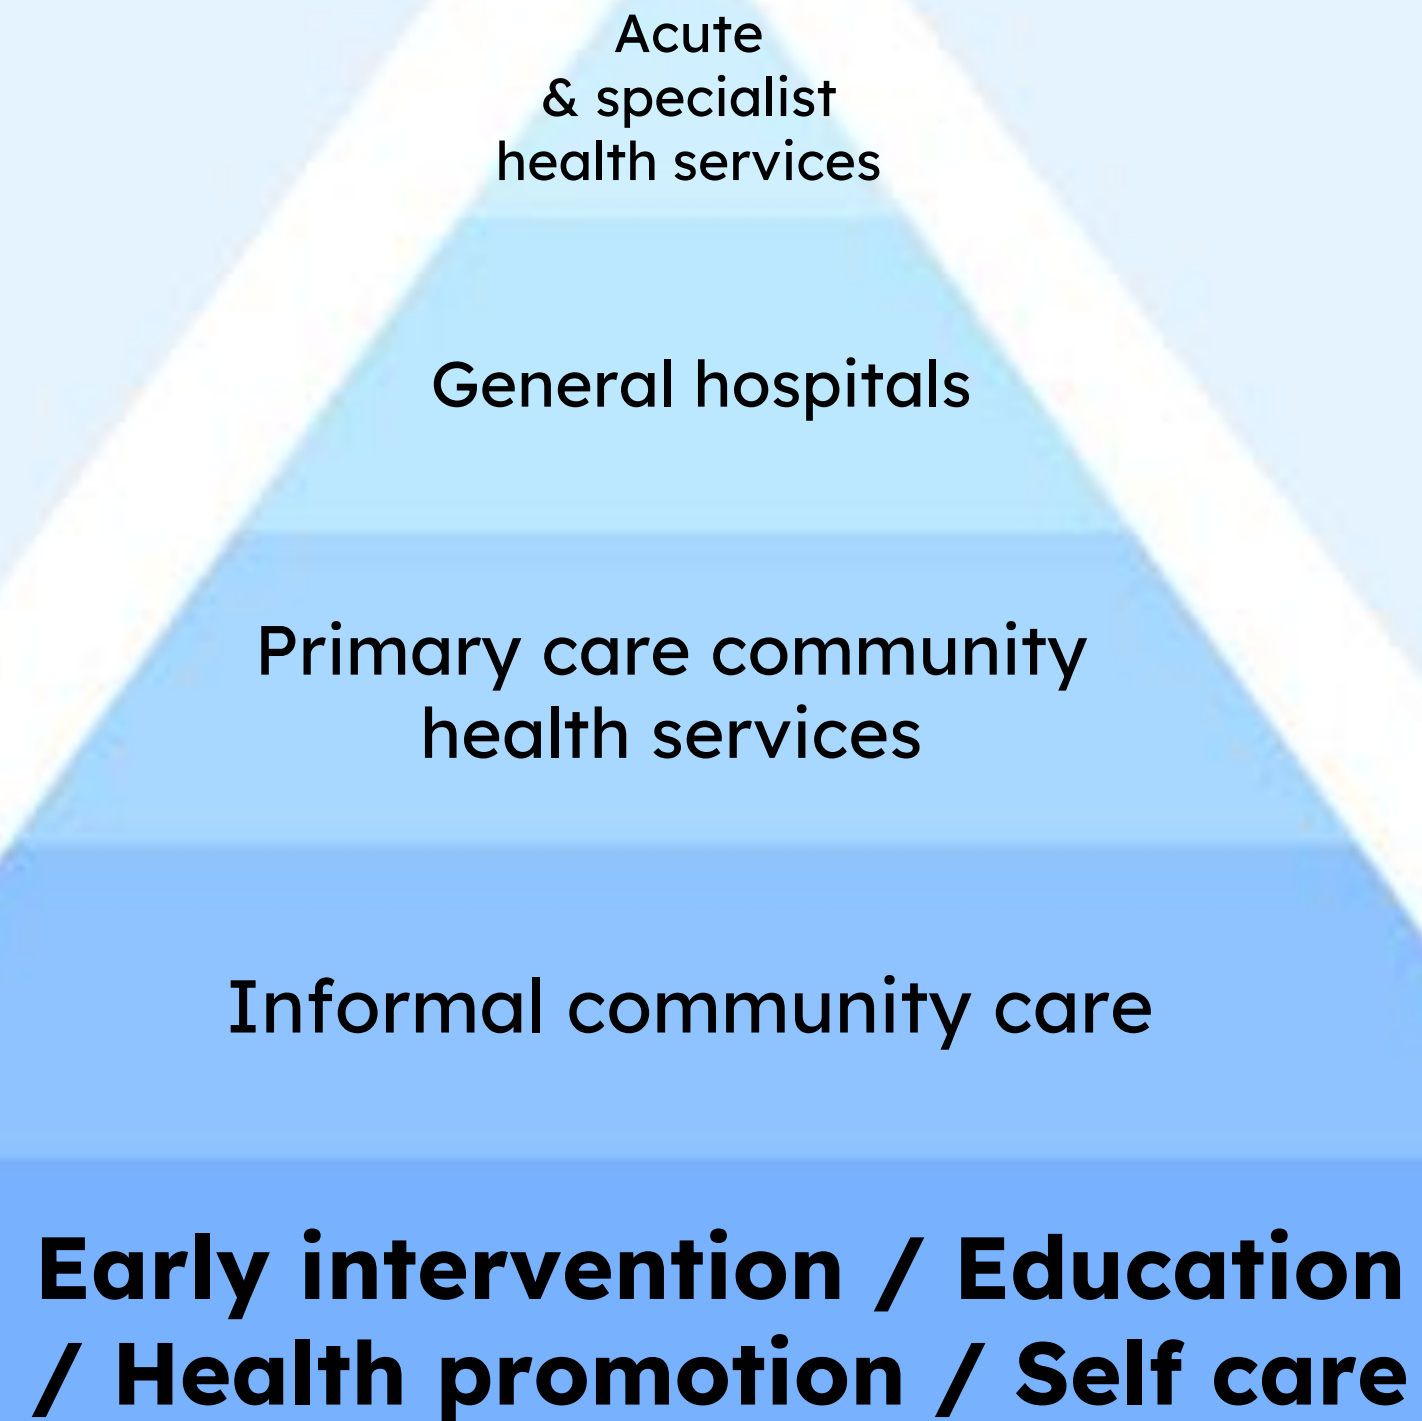 Acute
& specialist
health services
General hospitals
Primary care community
health services
Informal community care
Early intervention / Education
/ Health promotion / Self care